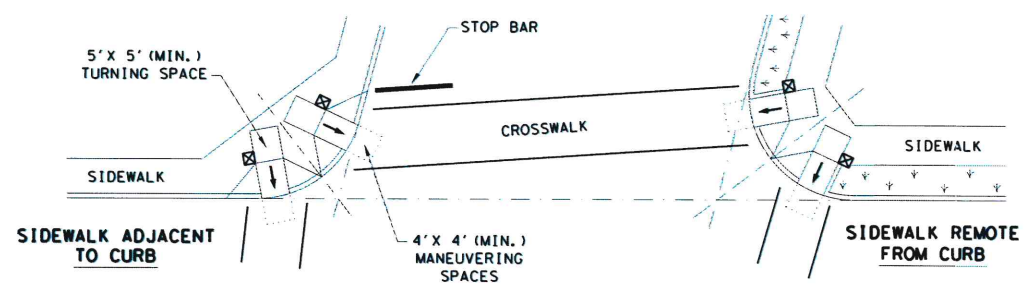 STOP BAR
5'X 5' (MIN.)
TURNING SPACE
CROSSWALK
SIDEWALK
SIDEWALK
SIDEWALK ADJACENT
TO CURB
4'X 4' (MIN.)
MANEUVERING
SPACES
SIDEWALK REMOTE
FROM CURB